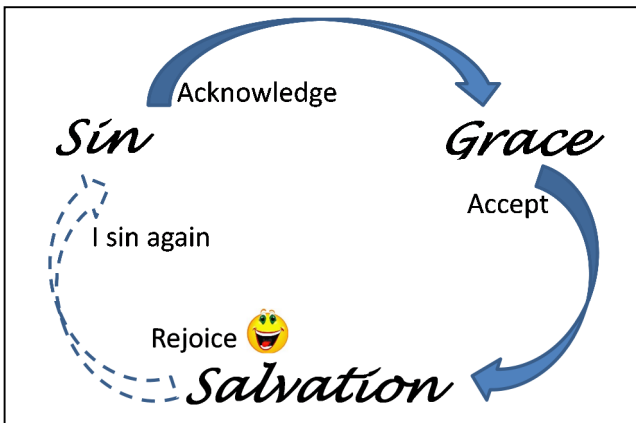 Acknowledge
Sin
Grace
Accept
I sin again
Rejoice
Salvation